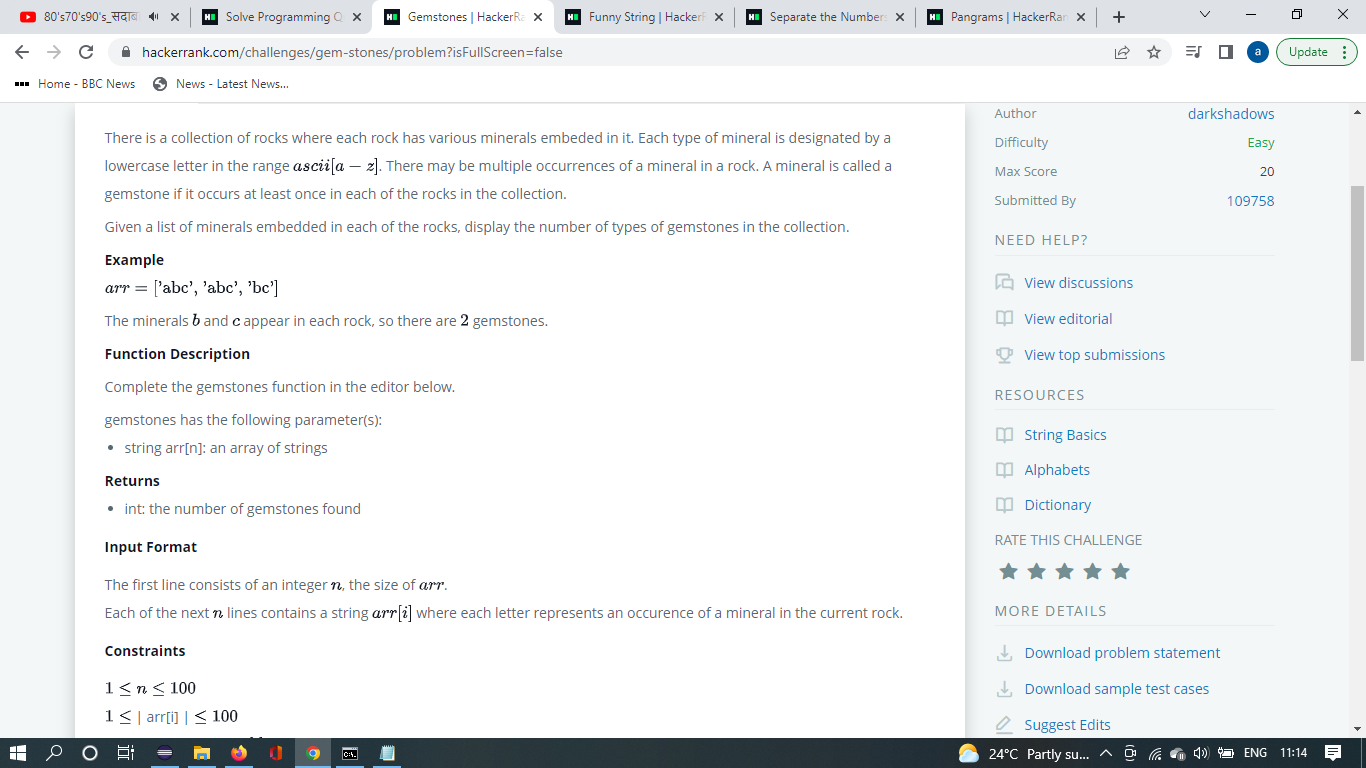 80's70's90's_सदाब
Solve Programming Q
Gemstones | HackerRa
Funny String | HackerF
Separate the Numbers
Pangrams | HackerRan
hackerrank.com/challenges/gem-stones/problem?isFullScreen=false
a
Update
Home - BBC News
News - Latest News...
There is a collection of rocks where each rock has various minerals embeded in it. Each type of mineral is designated by a
lowercase letter in the range ascii[a − z]. There may be multiple occurrences of a mineral in a rock. A mineral is called a
gemstone if it occurs at least once in each of the rocks in the collection.
Given a list of minerals embedded in each of the rocks, display the number of types of gemstones in the collection.
Example
arr = ['abc', 'abc', 'bc']
The minerals b and c appear in each rock, so there are 2 gemstones.
Function Description
Complete the gemstones function in the editor below.
gemstones has the following parameter(s):
• string arr[n]: an array of strings
Returns
• int: the number of gemstones found
Input Format
The first line consists of an integer n, the size of arr.
Each of the next n lines contains a string arr[i] where each letter represents an occurence of a mineral in the current rock.
Constraints
1 ≤ n ≤ 100
1 ≤ | arr[i] | ≤ 100
Author darkshadows
Difficulty Easy
Max Score 20
Submitted By 109758
NEED HELP?
View discussions
View editorial
View top submissions
RESOURCES
String Basics
Alphabets
Dictionary
RATE THIS CHALLENGE
MORE DETAILS
Download problem statement
Download sample test cases
Suggest Edits
24°C Partly su...
ENG
11:14